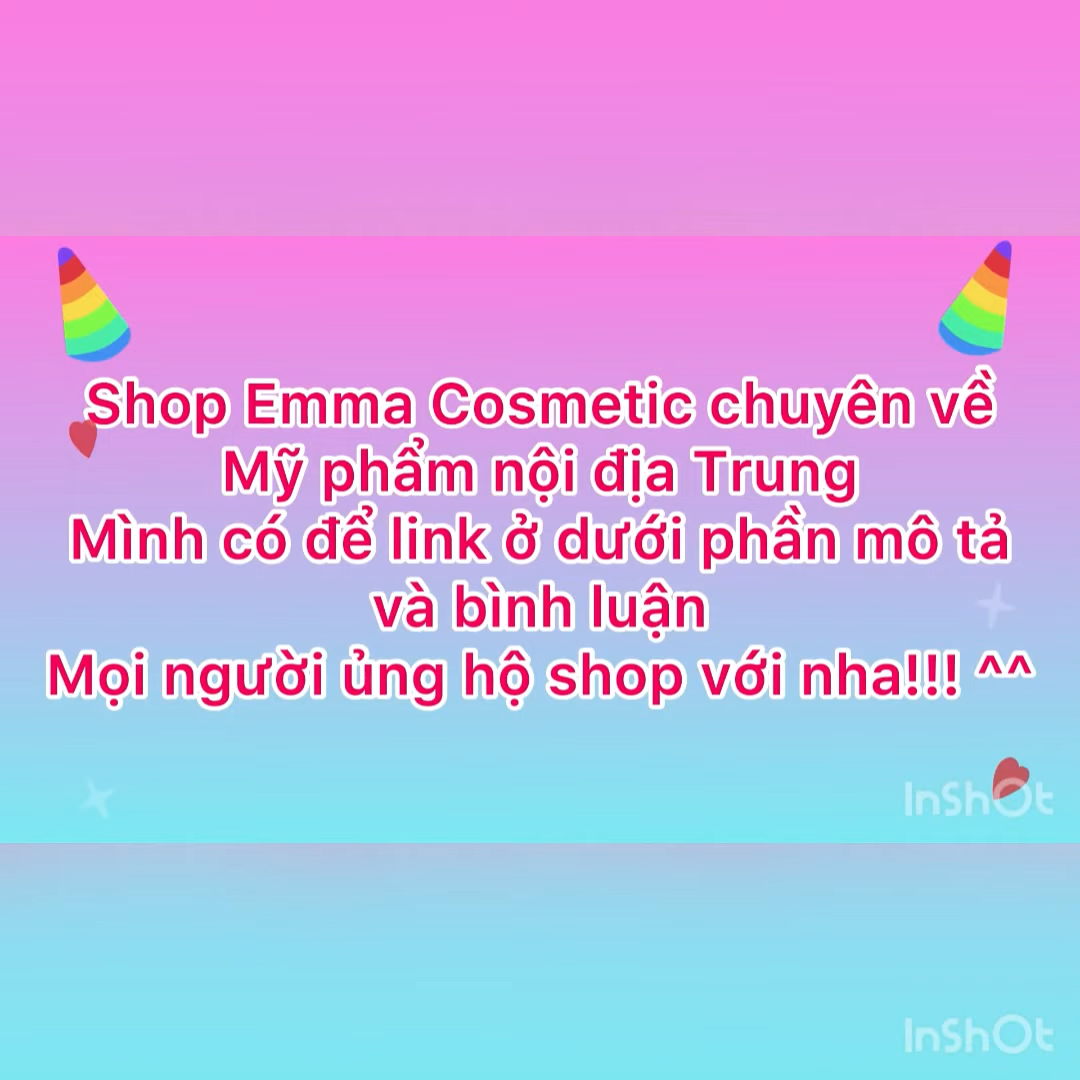 Shop Emma Cosmetic chuyên về
Mỹ phẩm nội địa Trung
Mình có để link ở dưới phần mô tả
và bình luận
Mọi người ủng hộ shop với nha!!! ^^
InShOt
InShOt